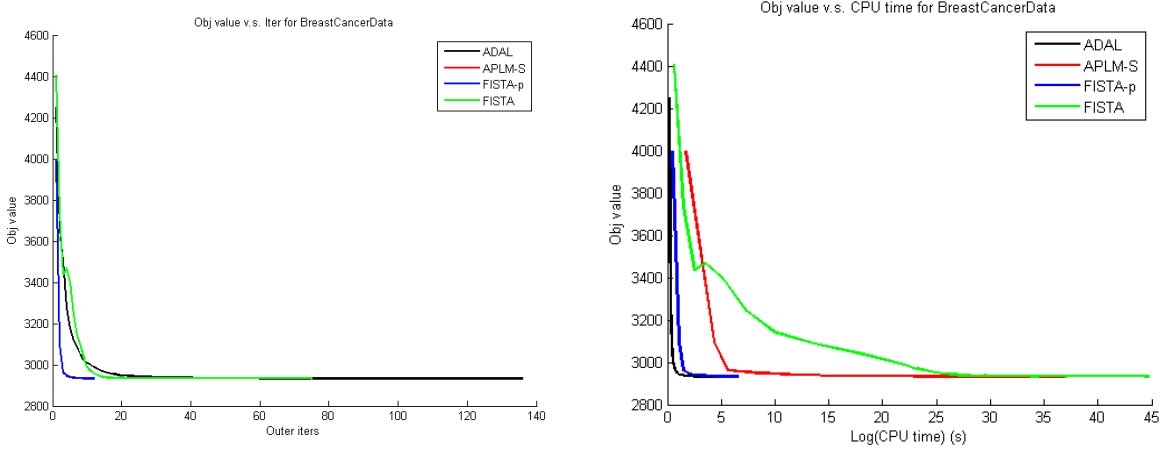 Obj value v.s. Iter for BreastCancerData
4600
4400
4200
4000
3800
3600
3400
3200
3000
2800
Obj value
0
20
40
60
80
100
120
140
Outer iters
ADAL
APLM-S
FISTA-p
FISTA
Obj value v.s. CPU time for BreastCancerData
4600
4400
4200
4000
3800
3600
3400
3200
3000
2800
Obj value
0
5
10
15
20
25
30
35
40
45
Log(CPU time) (s)
ADAL
APLM-S
FISTA-p
FISTA